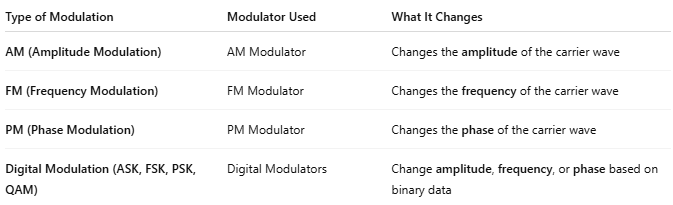 Type of Modulation Modulator Used What It Changes
AM (Amplitude Modulation) AM Modulator Changes the amplitude of the carrier wave
FM (Frequency Modulation) FM Modulator Changes the frequency of the carrier wave
PM (Phase Modulation) PM Modulator Changes the phase of the carrier wave
Digital Modulation (ASK, FSK, PSK, Digital Modulators Change amplitude, frequency, or phase based on
QAM) binary data